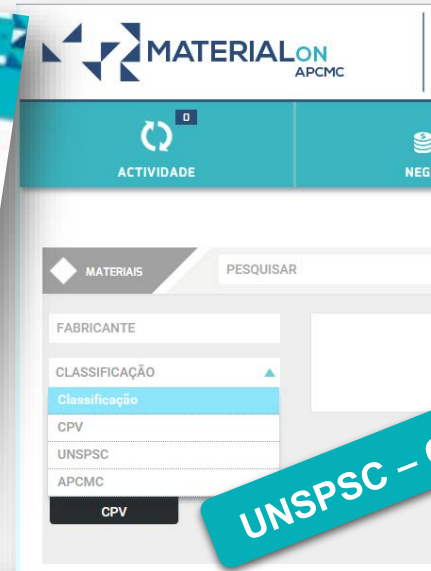 MATERIALON
APCMC
0
ACTIVIDADE
NEG
MATERIAIS
PESQUISAR
FABRICANTE
CLASSIFICAÇÃO
Classificação
CPV
UNSPSC
APCMC
CPV
UNSPSC –